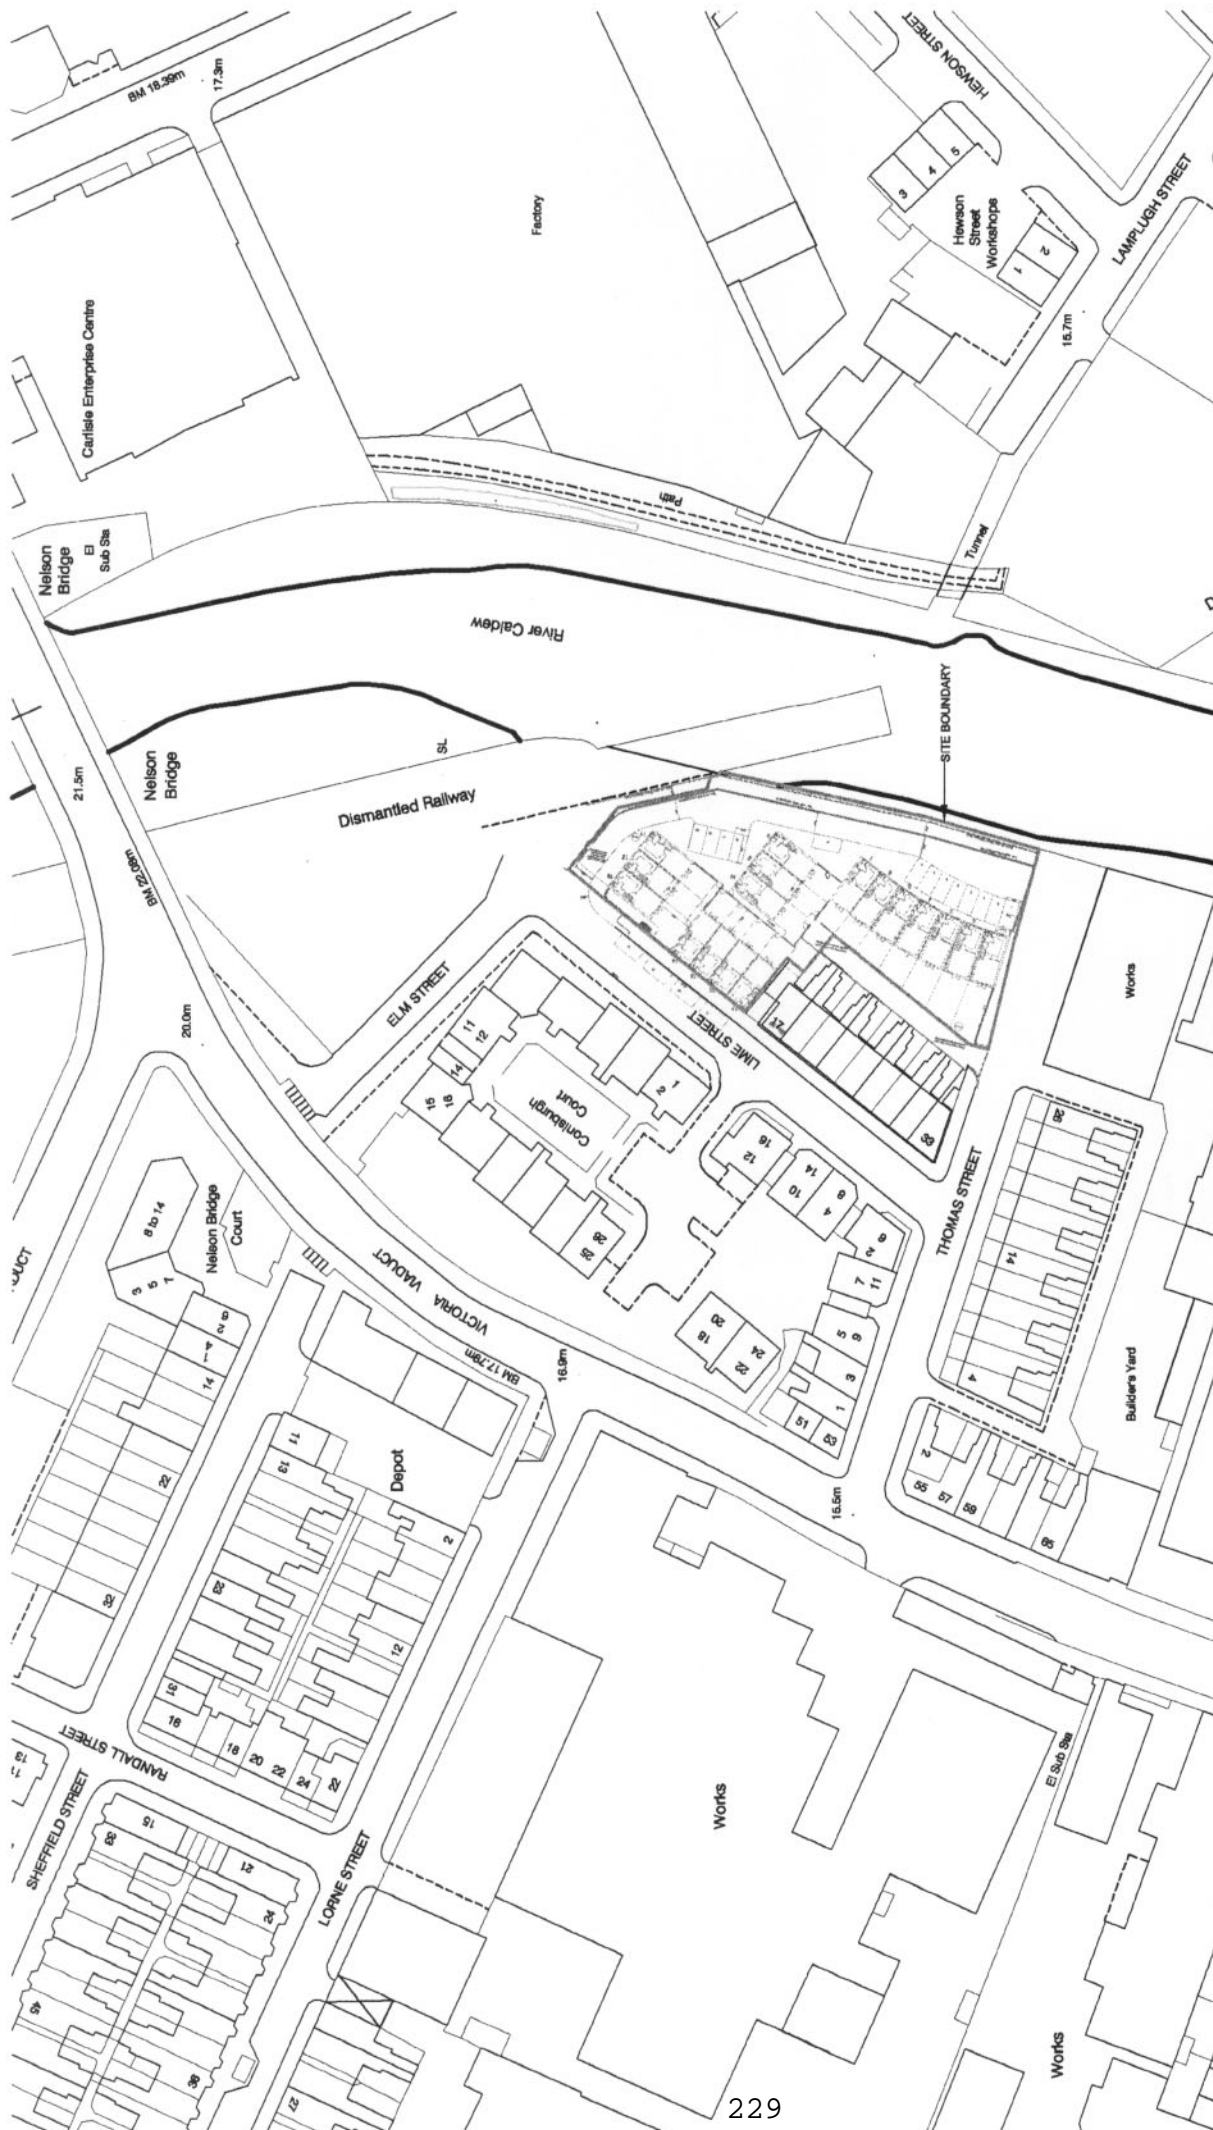 HEWSON STREET
BM 18.39m
17.3m
5
4
3
LAMPLUGH STREET
Factory
Hewson
Street
Workshops
2
1
Carlisle Enterprise Centre
15.7m
Path
Nelson
Bridge
El
Sub Sta
Tunnel
River Caldew
SITE BOUNDARY
21.5m
Nelson
Bridge
SL
Dismantled Railway
BM 22.08m
ELM STREET
20.0m
LIME STREET
17
Works
11
12
14
15
16
Conisburgh
Court
1
2
33
26
16
12
14
10
8
4
THOMAS STREET
8 to 14
Nelson Bridge
Court
3
5
7
25
26
6
2
7
11
14
VICTORIA VIADUCT
BM 17.79m
16.9m
6
2
4
1
14
18
20
22
24
5
9
3
1
51
53
4
Builder's Yard
11
13
Depot
2
15.5m
2
55
57
59
65
22
32
23
12
31
16
18
20
22
24
22
RANDALL STREET
SHEFFIELD STREET
El Sub Sta
Works
13
15
33
21
24
LORNE STREET
45
36
27
Works
229